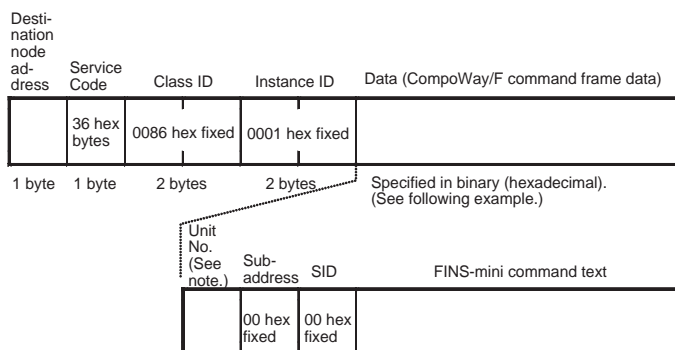 Desti-
nation
node
ad-
dress
Service
Code
Class ID
Instance ID
Data (CompoWay/F command frame data)
36 hex
bytes
0086 hex fixed
0001 hex fixed
1 byte
1 byte
2 bytes
2 bytes
Specified in binary (hexadecimal).
(See following example.)
Unit
No.
(See
note.)
Sub-
address
SID
FINS-mini command text
00 hex
fixed
00 hex
fixed